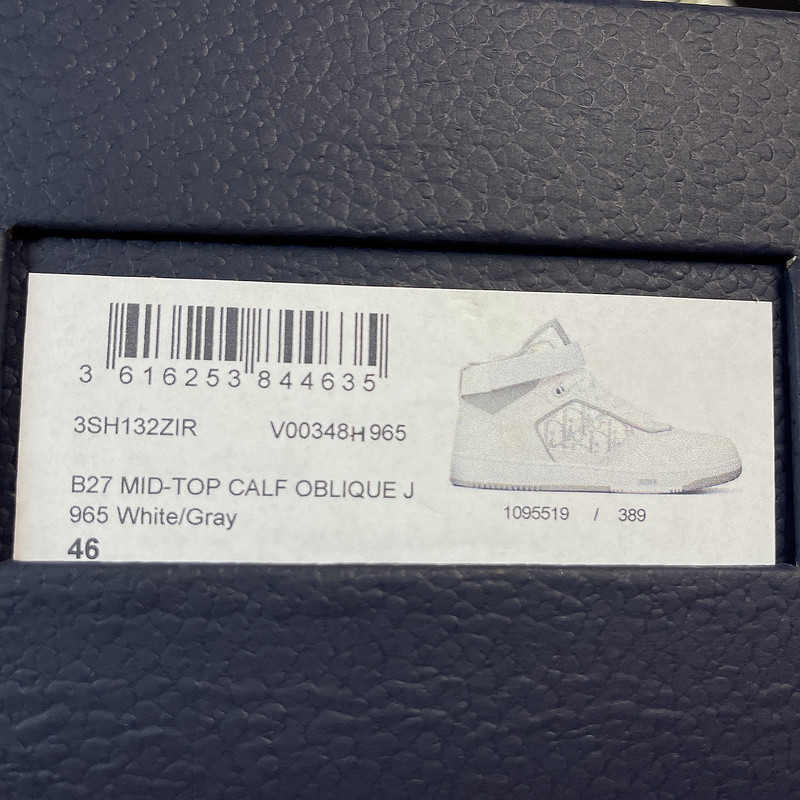 3 616253 844635
3SH132ZIR V00348H965
B27 MID-TOP CALF OBLIQUE J
965 White/Gray
46
1095519 / 389